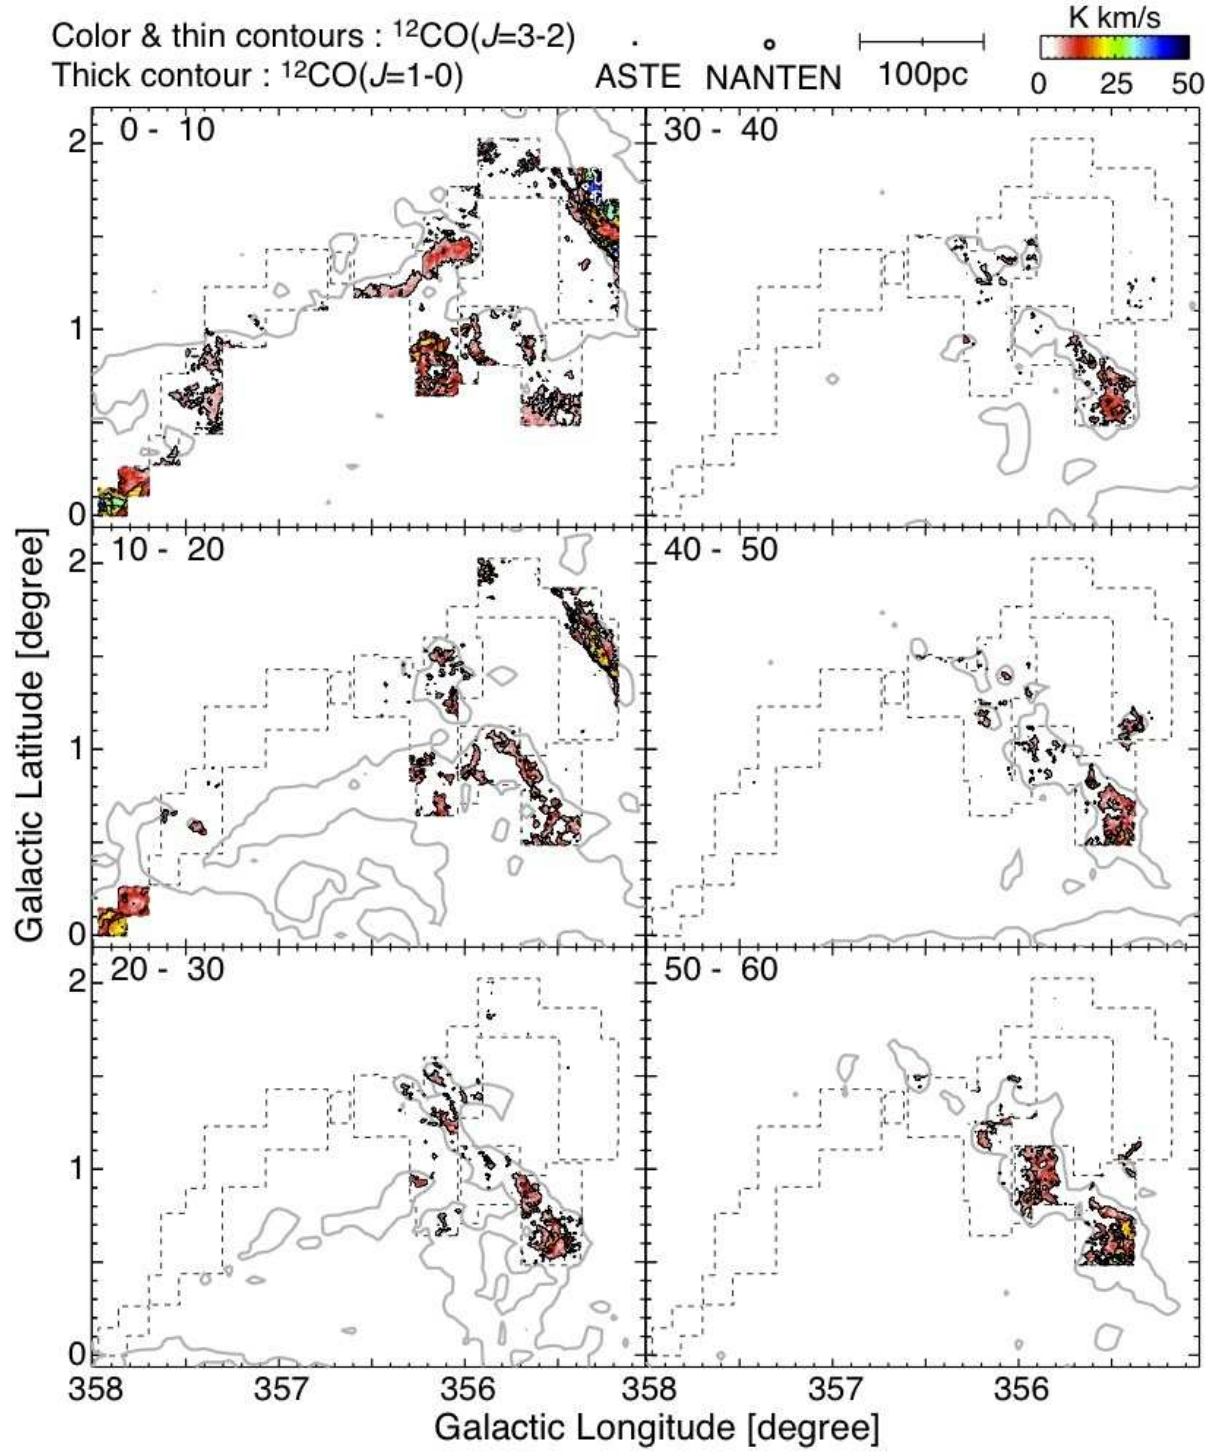 Color & thin contours : ¹²CO(J=3-2)
Thick contour : ¹²CO(J=1-0)
ASTE NANTEN 100pc
K km/s
0 25 50
0 - 10
30 - 40
2
1
0
10 - 20
40 - 50
2
1
0
20 - 30
50 - 60
2
1
0
358 357 356 358 357 356
Galactic Longitude [degree]
Galactic Latitude [degree]